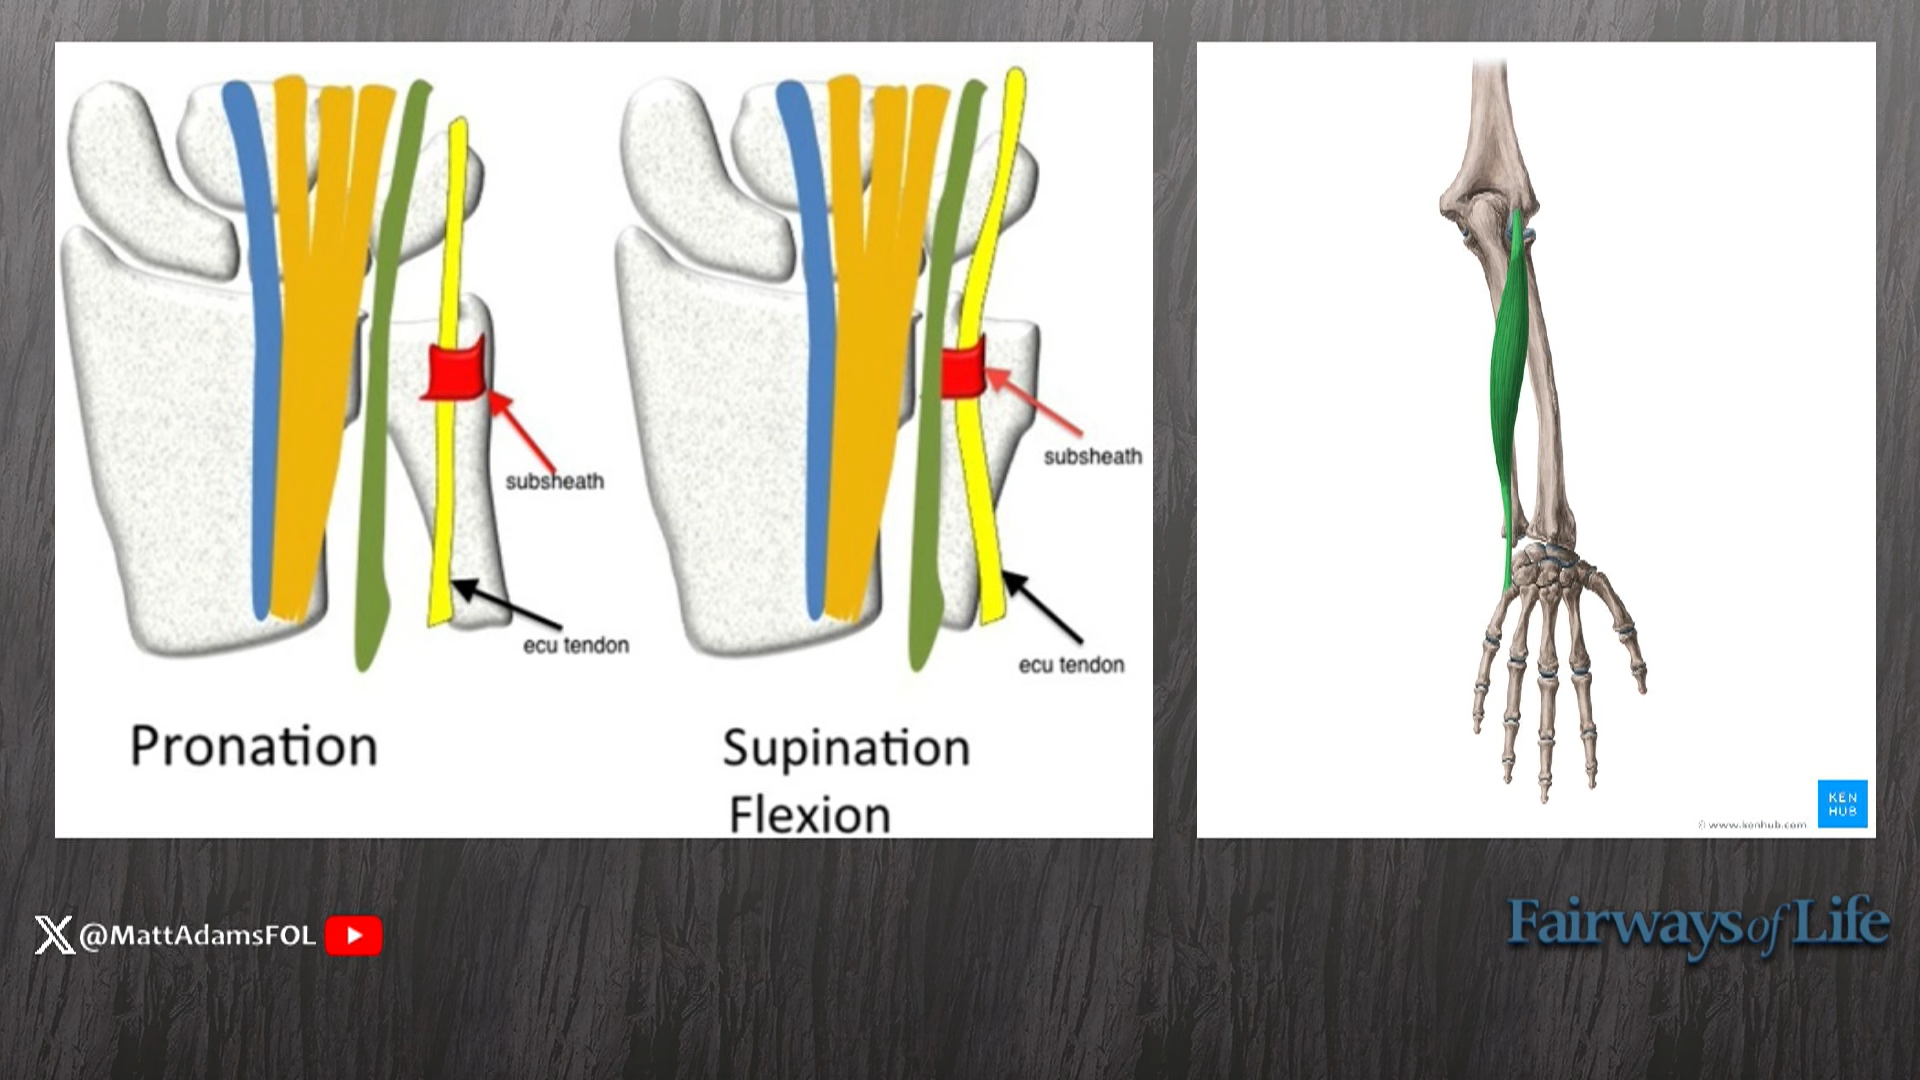 subsheath
ecu tendon
Pronation
subsheath
ecu tendon
Supination
Flexion
KEN
HUB
© www.kenhub.com
@MattAdamsFOL
Fairways of Life